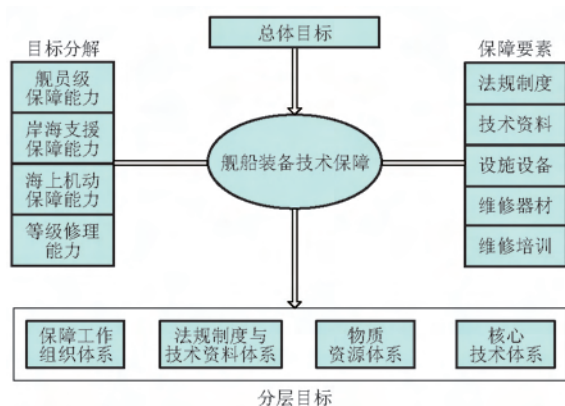 总体目标
目标分解
保障要素
舰员级
保障能力
岸海支援
保障能力
海上机动
保障能力
等级修理
能力
舰船装备技术保障
法规制度
技术资料
设施设备
维修器材
维修培训
保障工作
组织体系
法规制度与
技术资料体系
物质
资源体系
核心
技术体系
分层目标